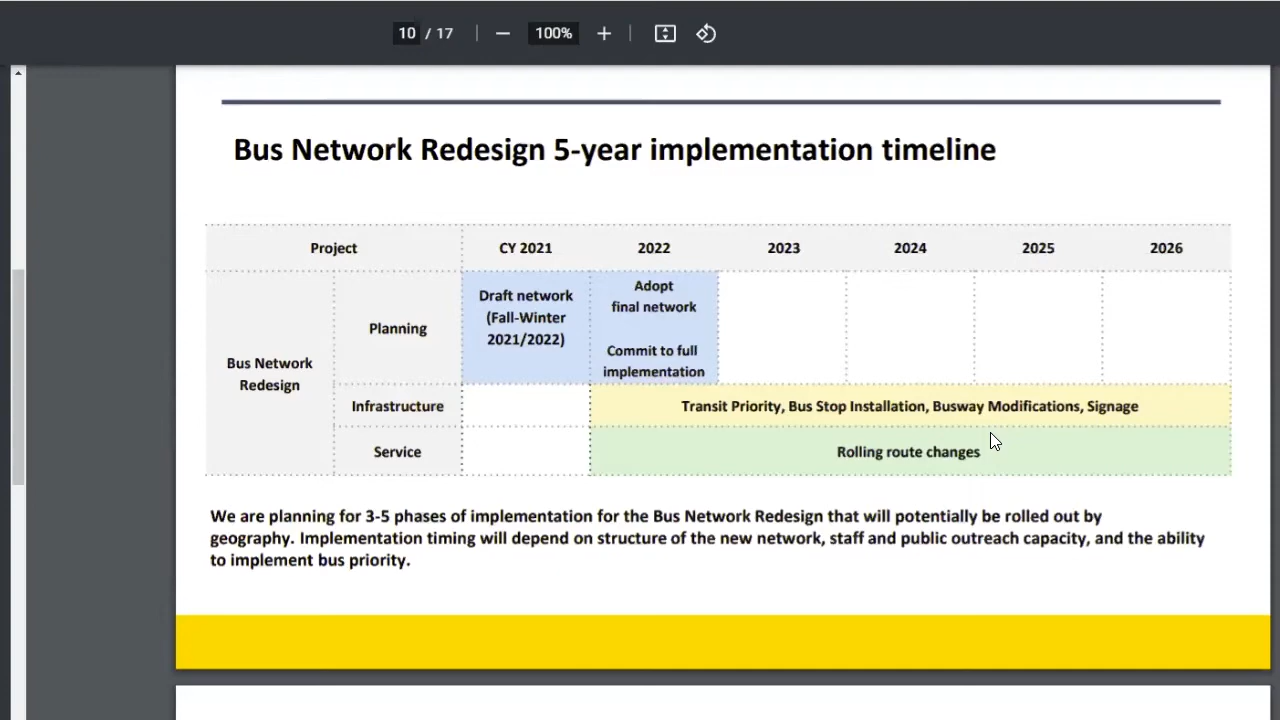 10 / 17
100%
Bus Network Redesign 5-year implementation timeline
Project
CY 2021
2022
2023
2024
2025
2026
Bus Network
Redesign
Planning
Draft network
(Fall-Winter
2021/2022)
Adopt
final network
Commit to full
implementation
Infrastructure
Transit Priority, Bus Stop Installation, Busway Modifications, Signage
Service
Rolling route changes
We are planning for 3-5 phases of implementation for the Bus Network Redesign that will potentially be rolled out by
geography. Implementation timing will depend on structure of the new network, staff and public outreach capacity, and the ability
to implement bus priority.